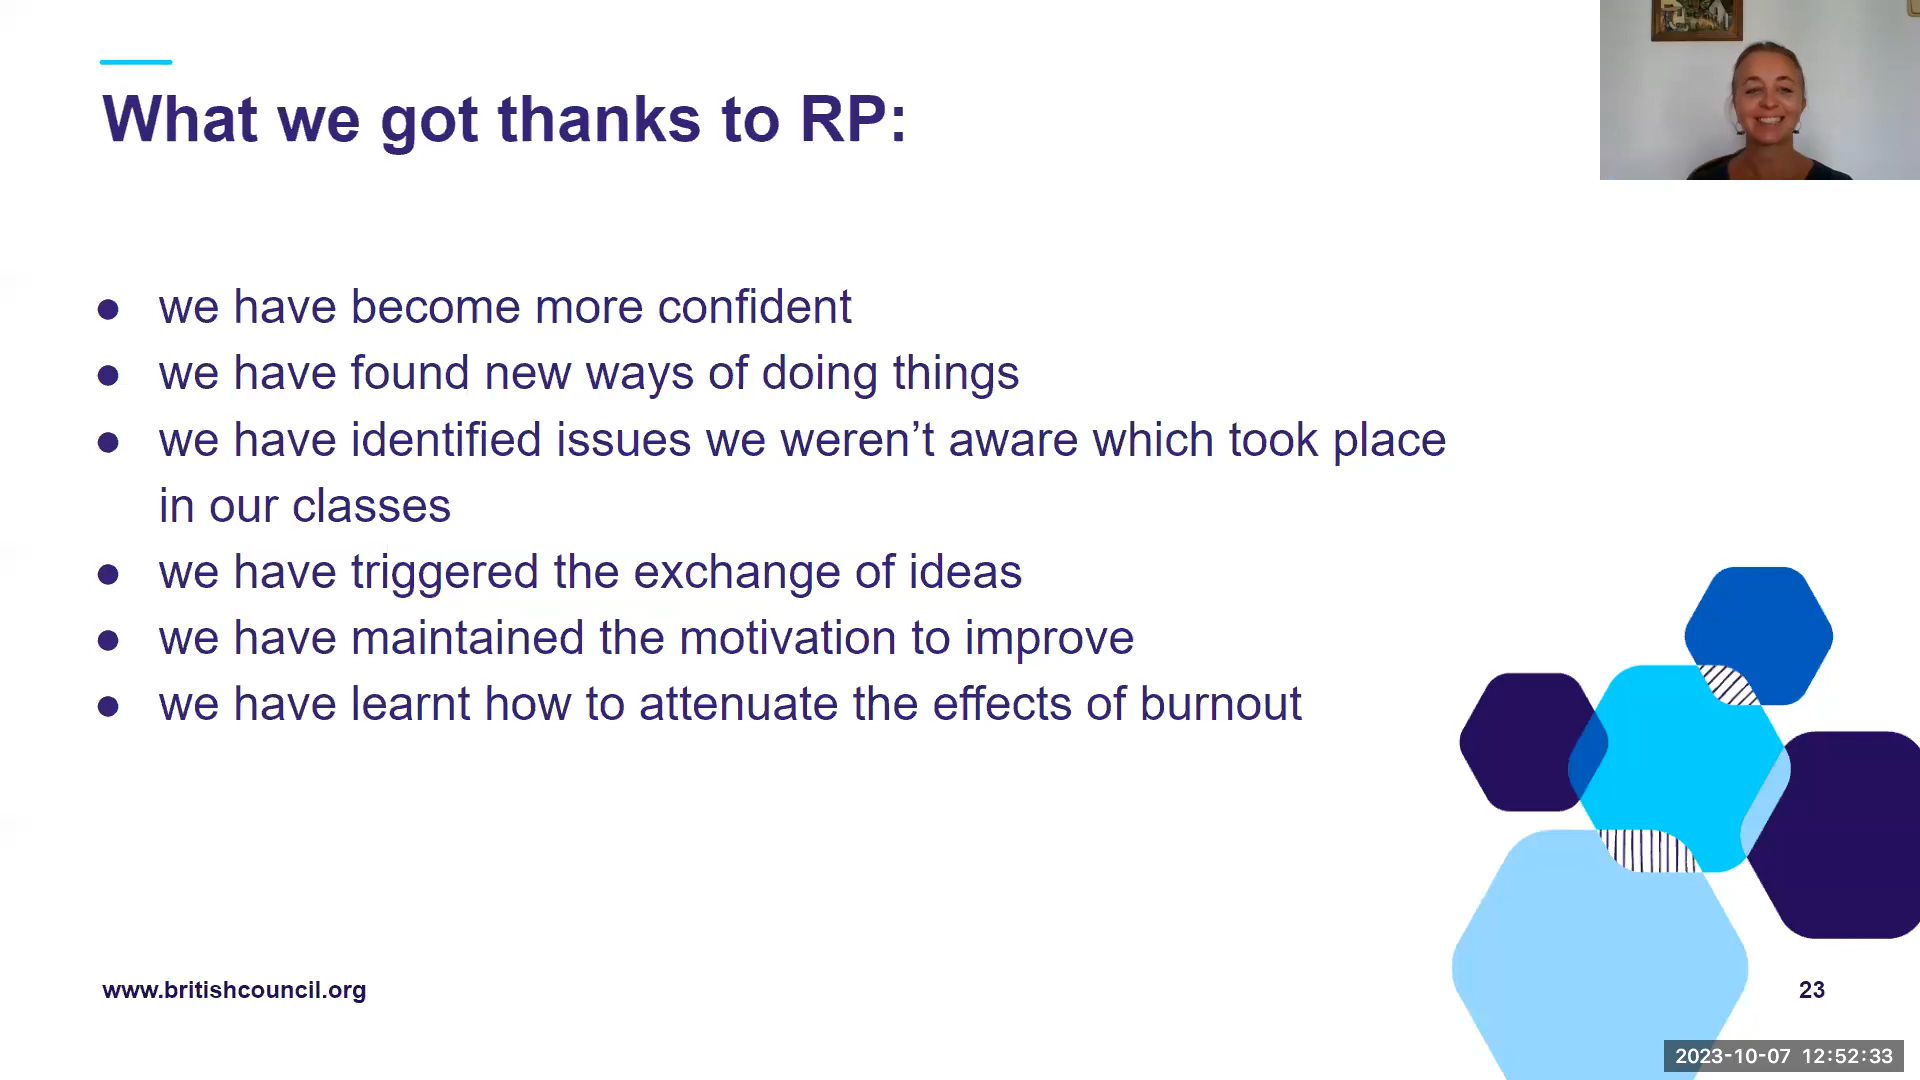 What we got thanks to RP:
● we have become more confident
● we have found new ways of doing things
● we have identified issues we weren’t aware which took place
in our classes
● we have triggered the exchange of ideas
● we have maintained the motivation to improve
● we have learnt how to attenuate the effects of burnout
www.britishcouncil.org
23
2023-10-07 12:52:33